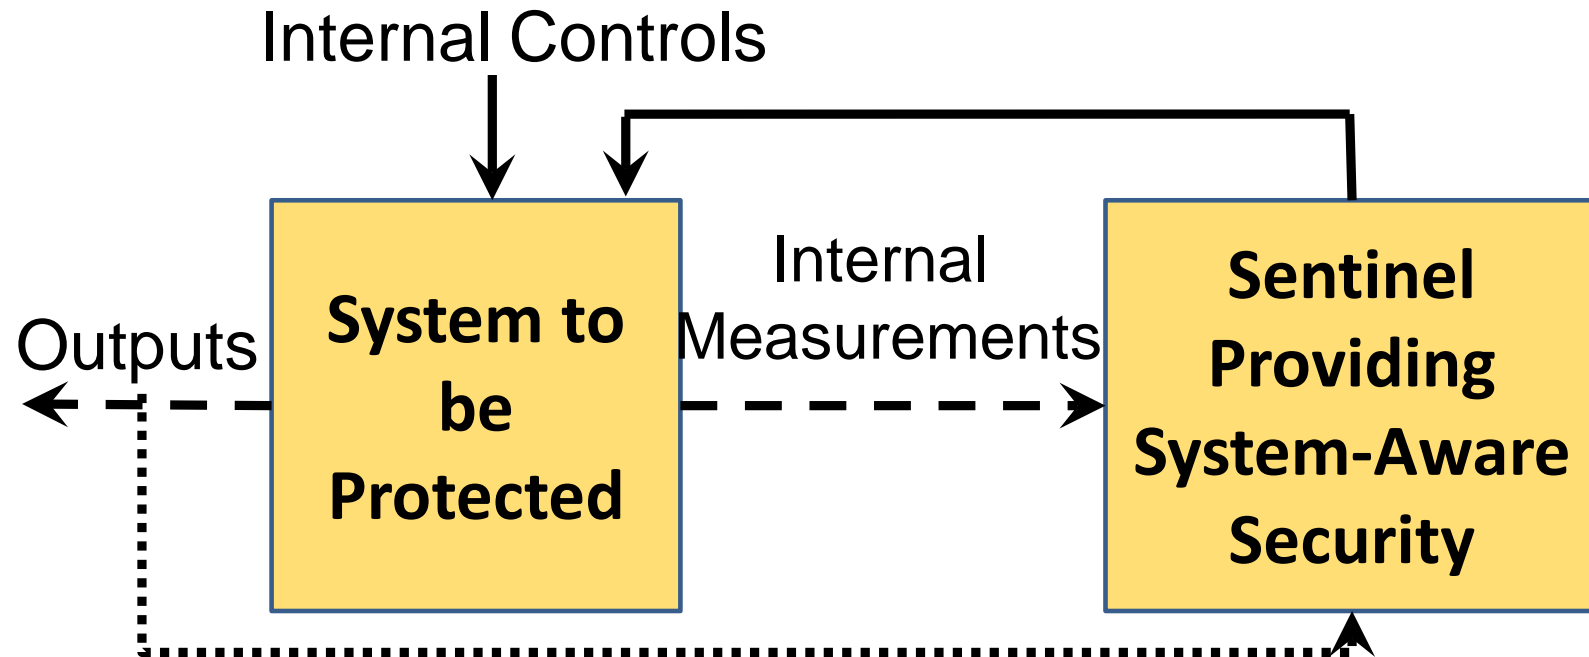 Internal Controls
Outputs
System to
be
Protected
Internal
Measurements
Sentinel
Providing
System-Aware
Security